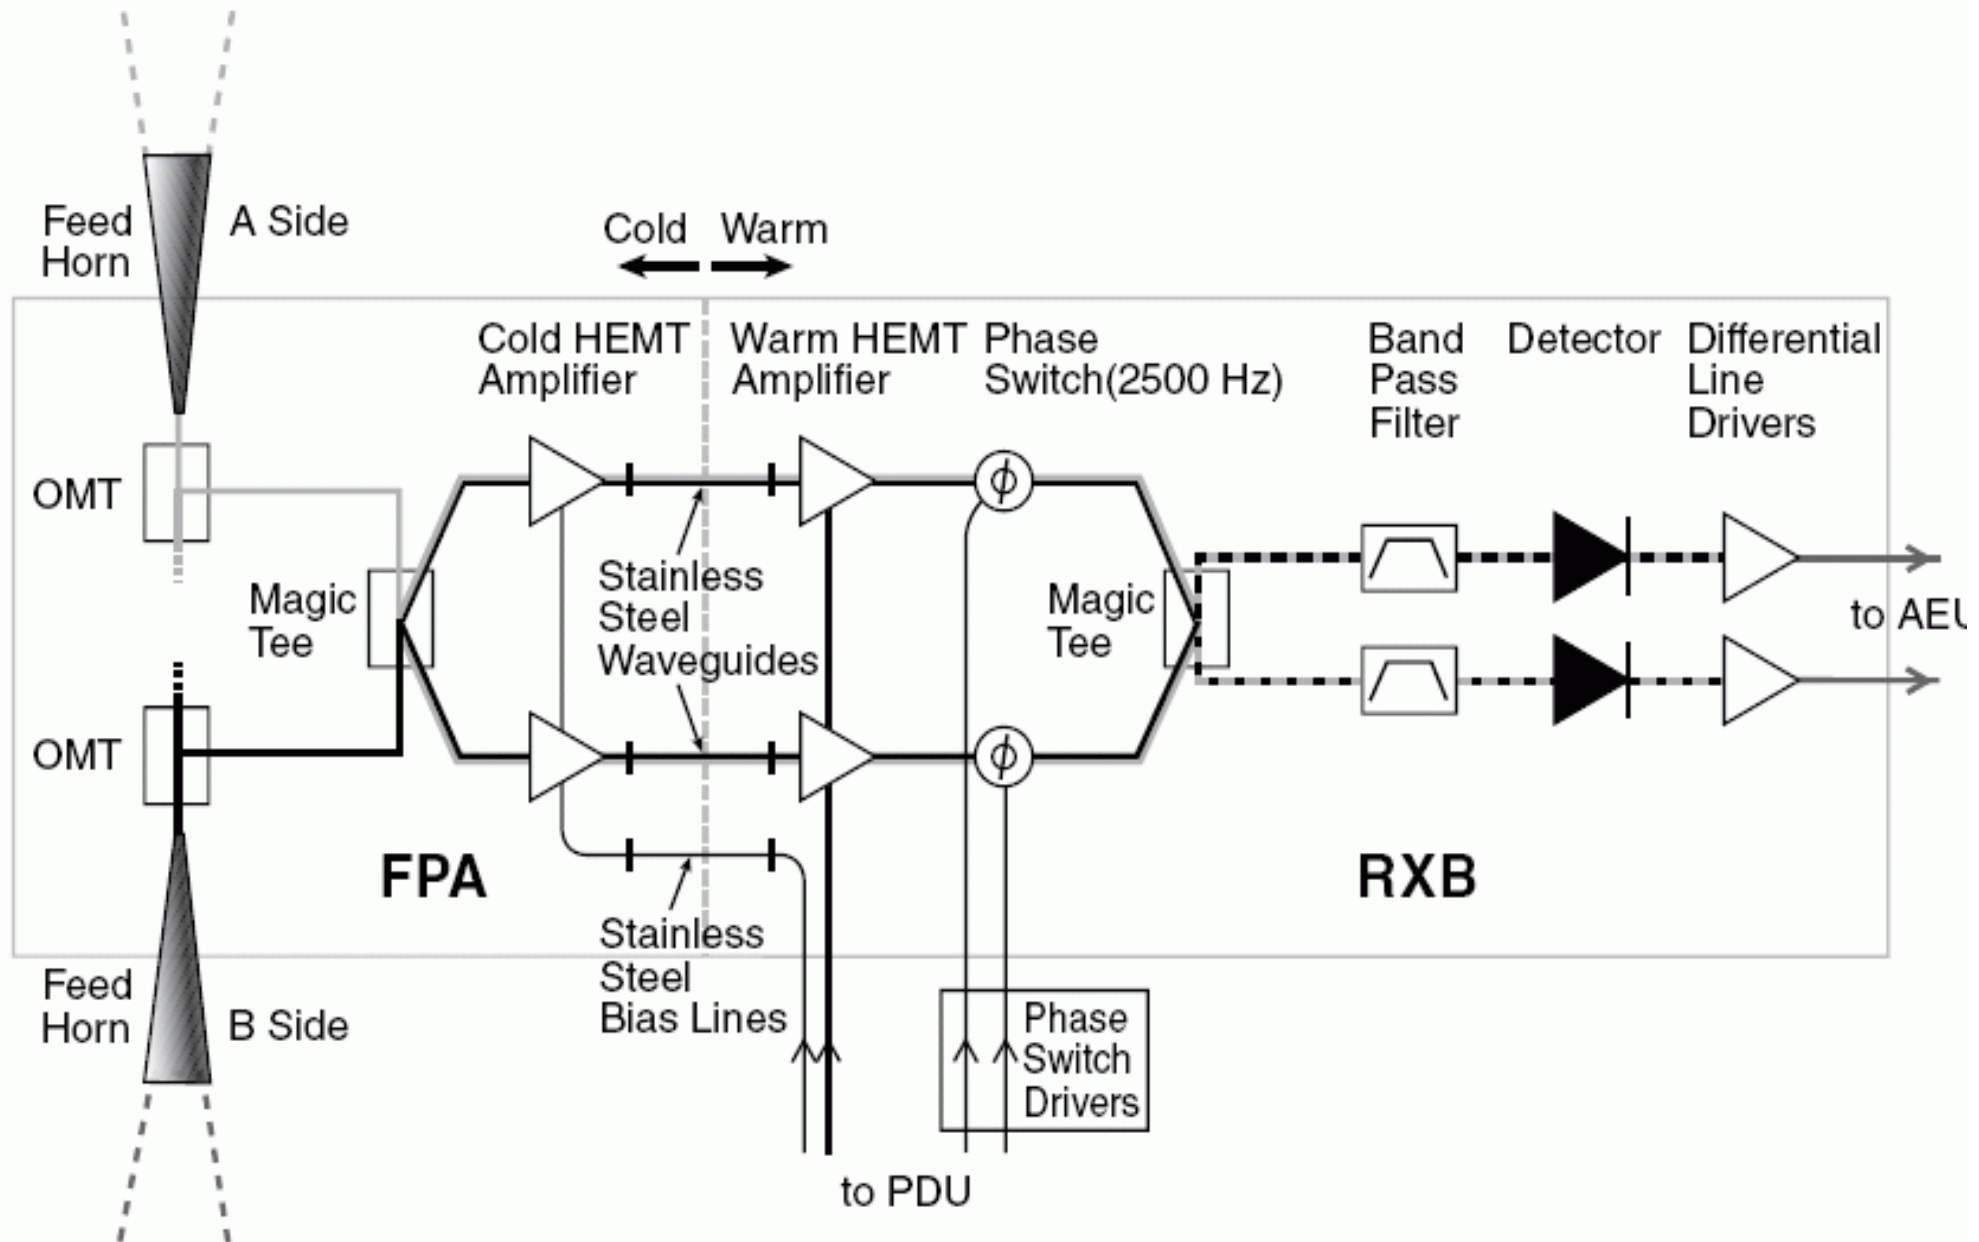 Feed
Horn
A Side
Cold
Warm
Cold HEMT
Amplifier
Warm HEMT
Amplifier
Phase
Switch(2500 Hz)
Band
Pass
Filter
Detector
Differential
Line
Drivers
OMT
ϕ
Magic
Tee
Stainless
Steel
Waveguides
Magic
Tee
to AEU
OMT
ϕ
FPA
RXB
Stainless
Steel
Bias Lines
Feed
Horn
B Side
Phase
Switch
Drivers
to PDU